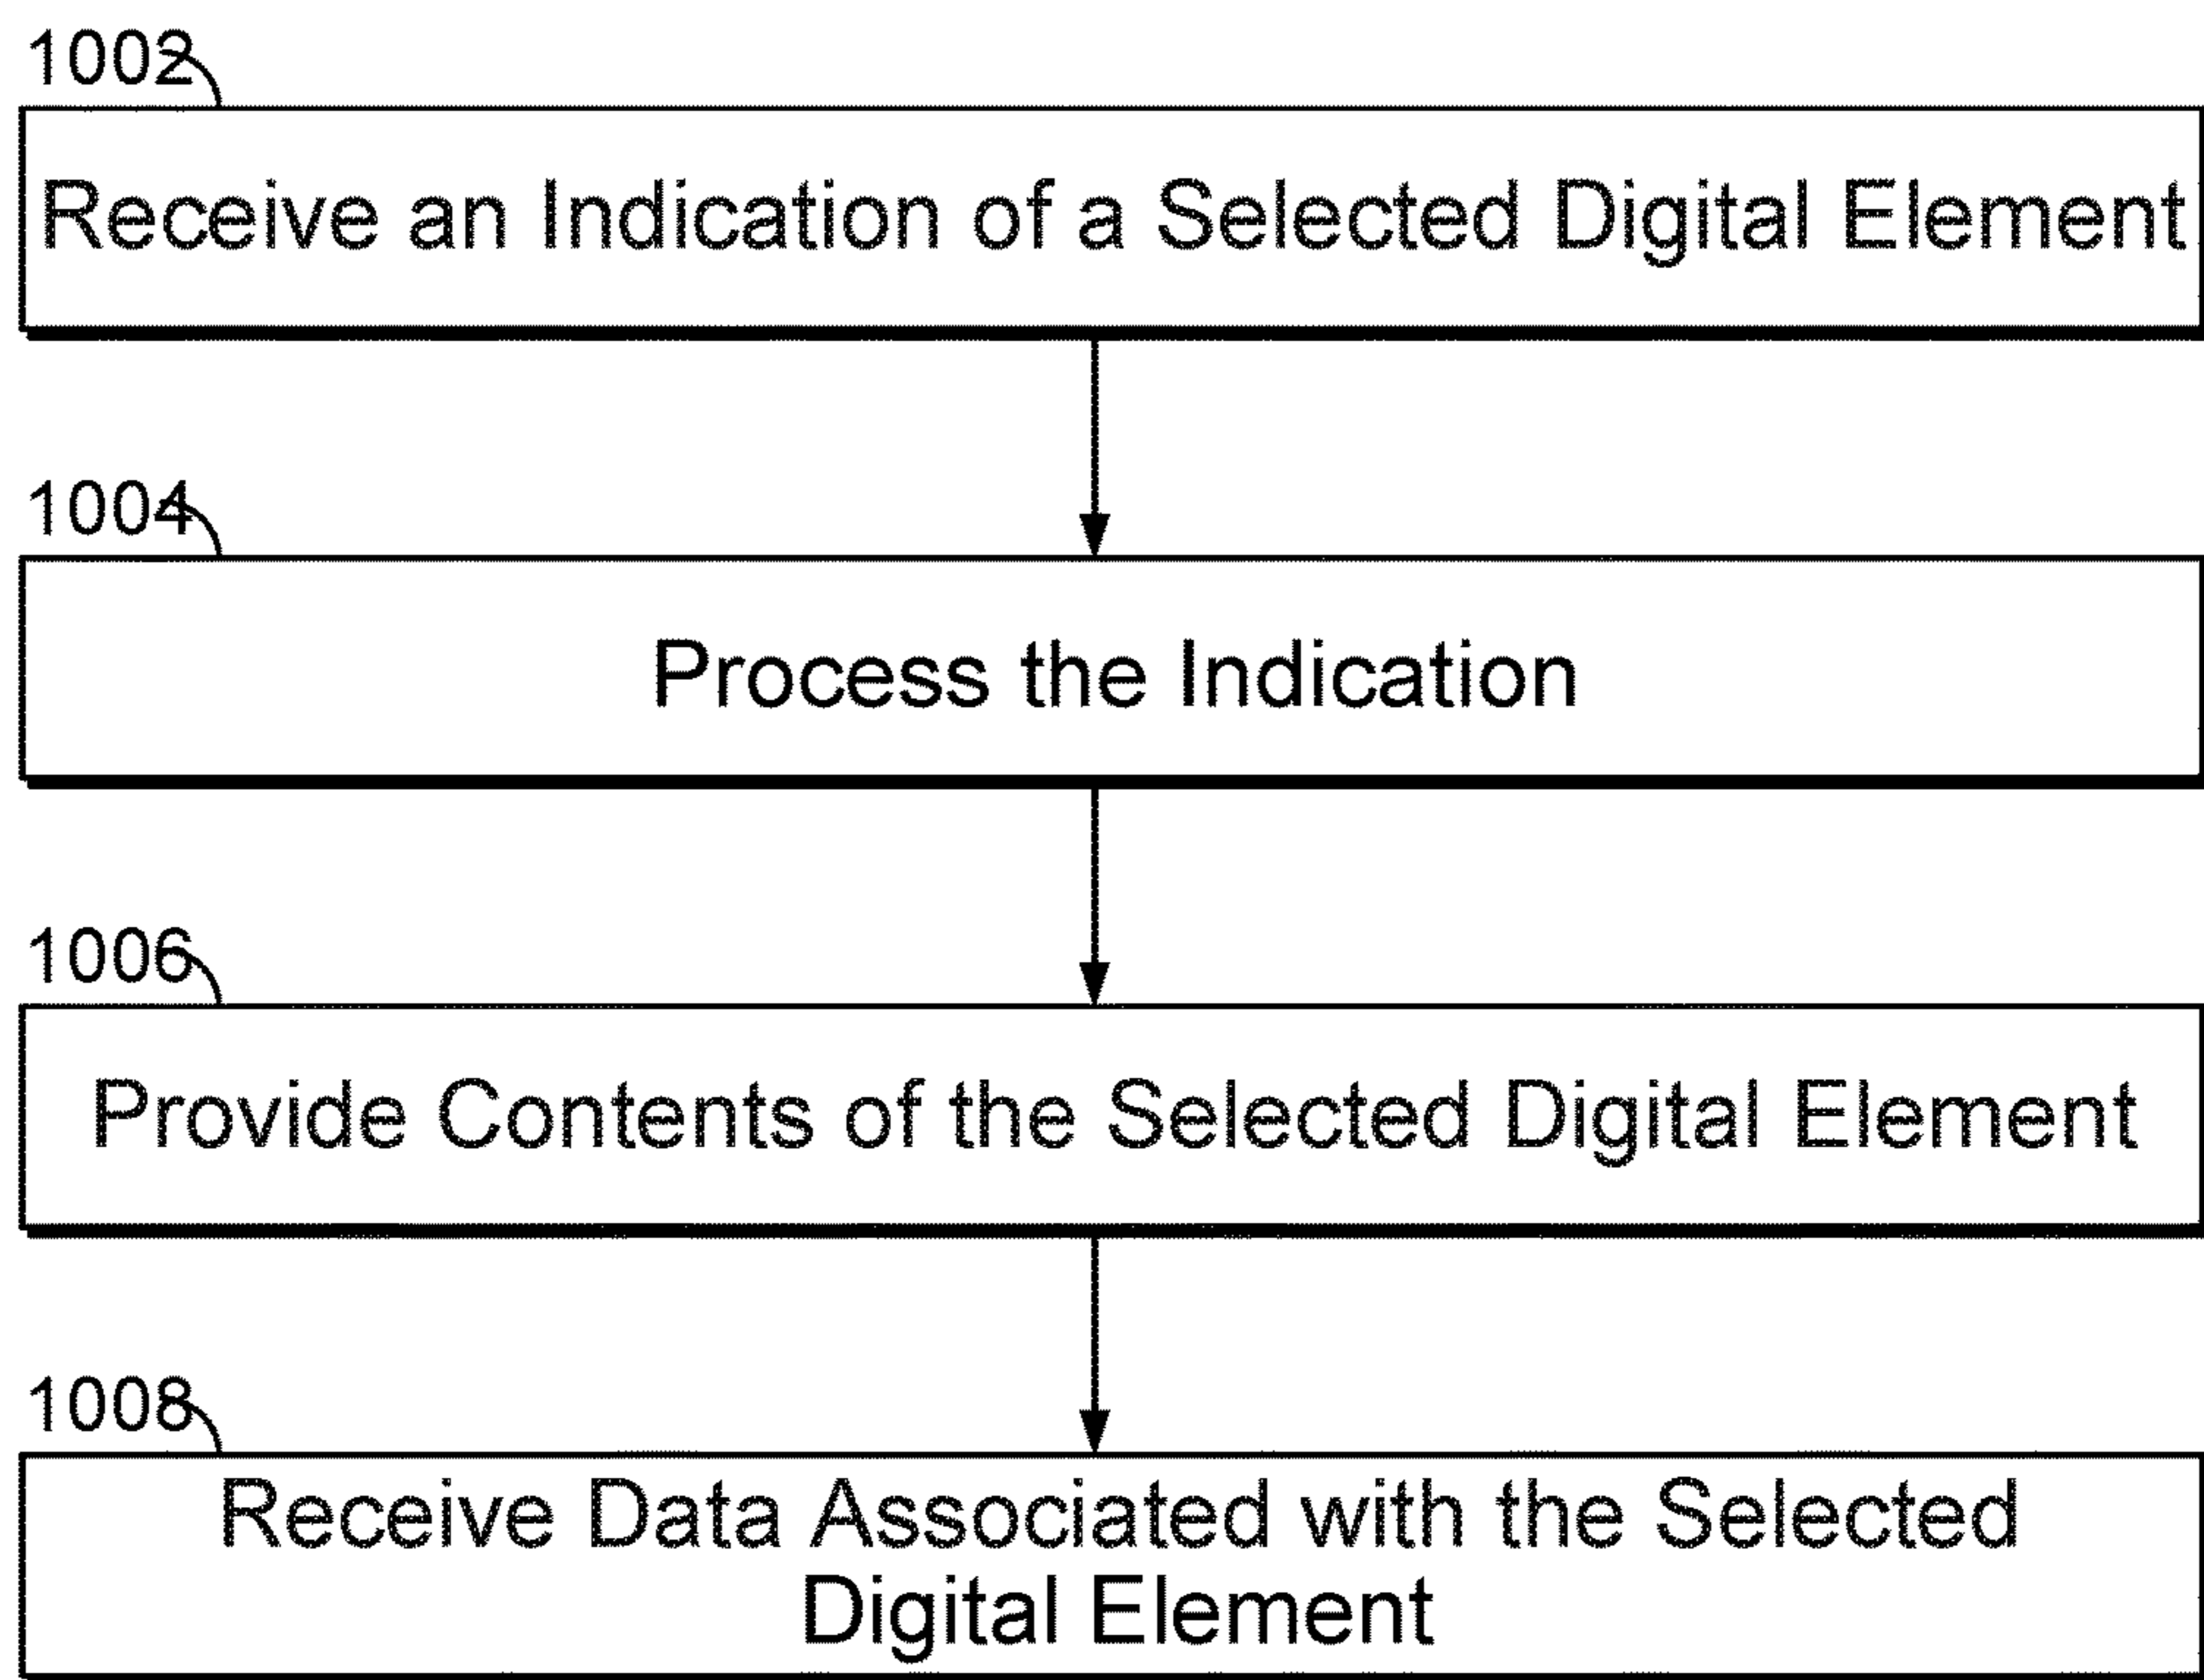 1002
Receive an Indication of a Selected Digital Element
1004
Process the Indication
1006
Provide Contents of the Selected Digital Element
1008
Receive Data Associated with the Selected
Digital Element